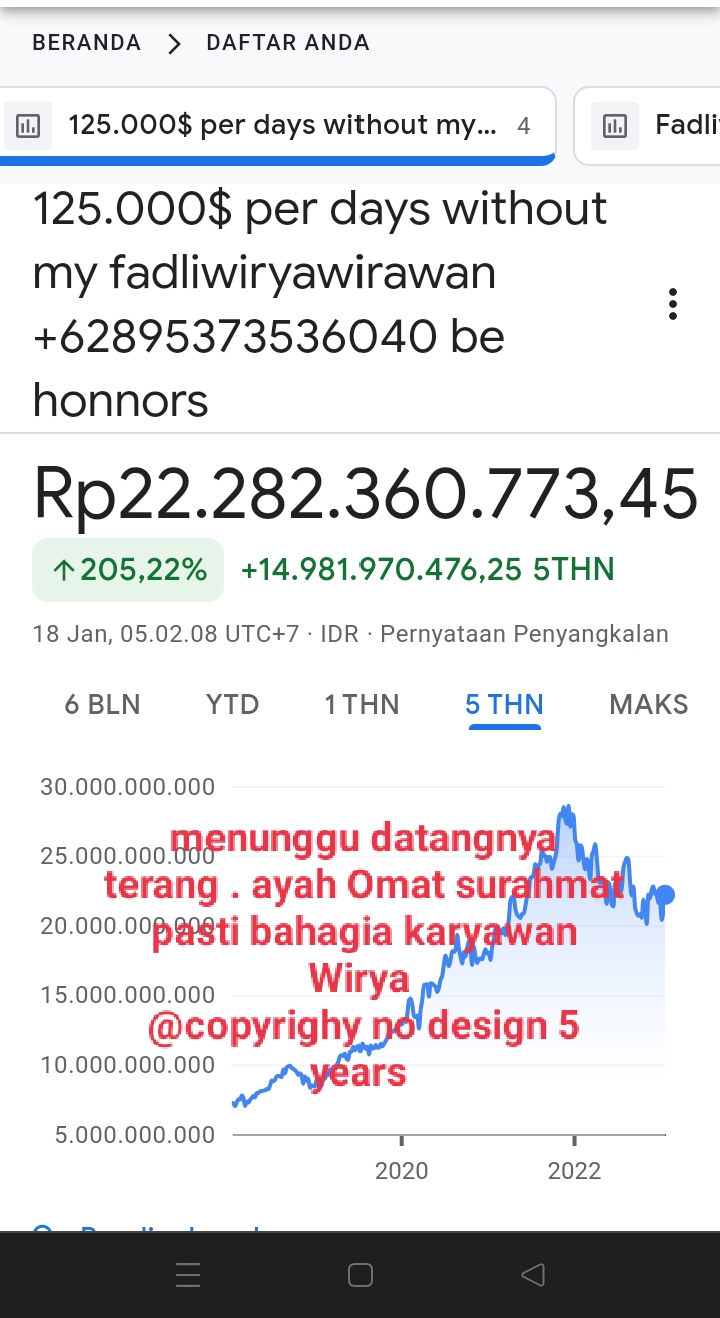 BERANDA > DAFTAR ANDA
125.000$ per days without my... 4
Fadli
125.000$ per days without
my fadliwiryawirawan
+62895373536040 be
honnors
Rp22.282.360.773,45
↑205,22% +14.981.970.476,25 5THN
18 Jan, 05.02.08 UTC+7 · IDR · Pernyataan Penyangkalan
6 BLN YTD 1 THN 5 THN MAKS
30.000.000.000
25.000.000.000
20.000.000.000
15.000.000.000
10.000.000.000
5.000.000.000
menunggu datangnya
terang . ayah Omat surahmat
pasti bahagia karyawan
Wirya
@copyrighy no design 5
years
2020 2022